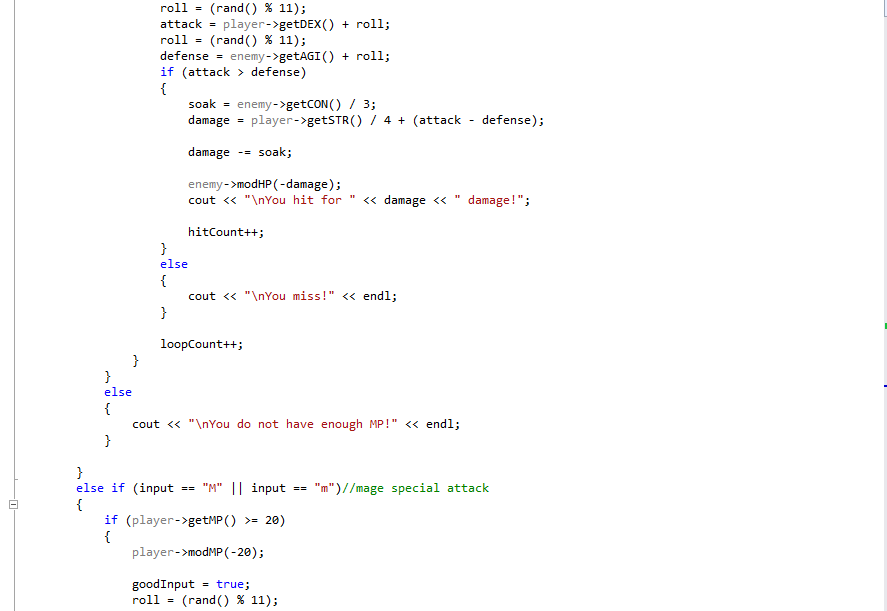 roll = (rand() % 11);
attack = player->getDEX() + roll;
roll = (rand() % 11);
defense = enemy->getAGI() + roll;
if (attack > defense)
{
soak = enemy->getCON() / 3;
damage = player->getSTR() / 4 + (attack - defense);
damage -= soak;
enemy->modHP(-damage);
cout << "\nYou hit for " << damage << " damage!";
hitCount++;
}
else
{
cout << "\nYou miss!" << endl;
}
loopCount++;
}
}
else
{
cout << "\nYou do not have enough MP!" << endl;
}
}
else if (input == "M" || input == "m")//mage special attack
{
if (player->getMP() >= 20)
{
player->modMP(-20);
goodInput = true;
roll = (rand() % 11);